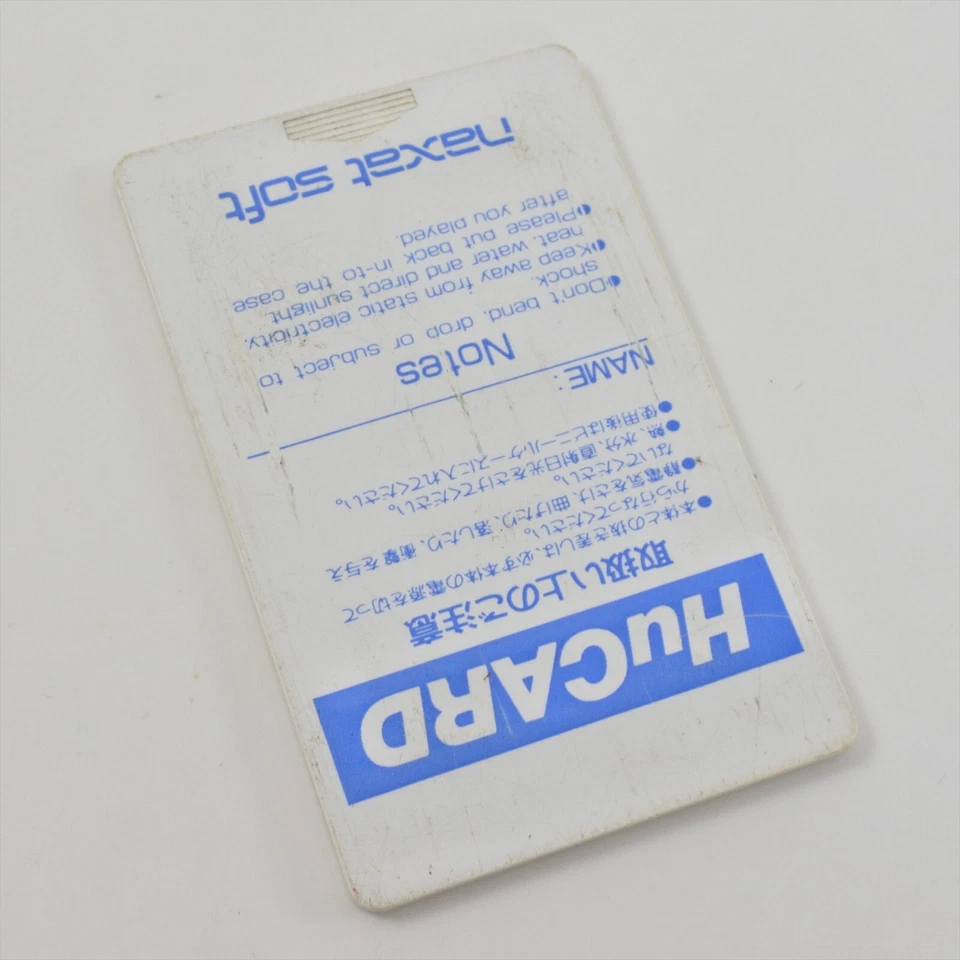 HuCARD
取扱い上のご注意
●本体との抜き差しは、必ず本体の電源を切って
から行なってください。
●静電気をさけ、曲げたり、落したり、衝撃を与え
ないでください。
●熱、水分、直射日光をさけてください。
●使用後はビニールケースに入れてください。
NAME:
Notes
●Don't bend, drop or subject to
shock.
●Keep away from static electricity,
heat, water and direct sunlight.
●Please put back in-to the case
after you played.
naxat soft